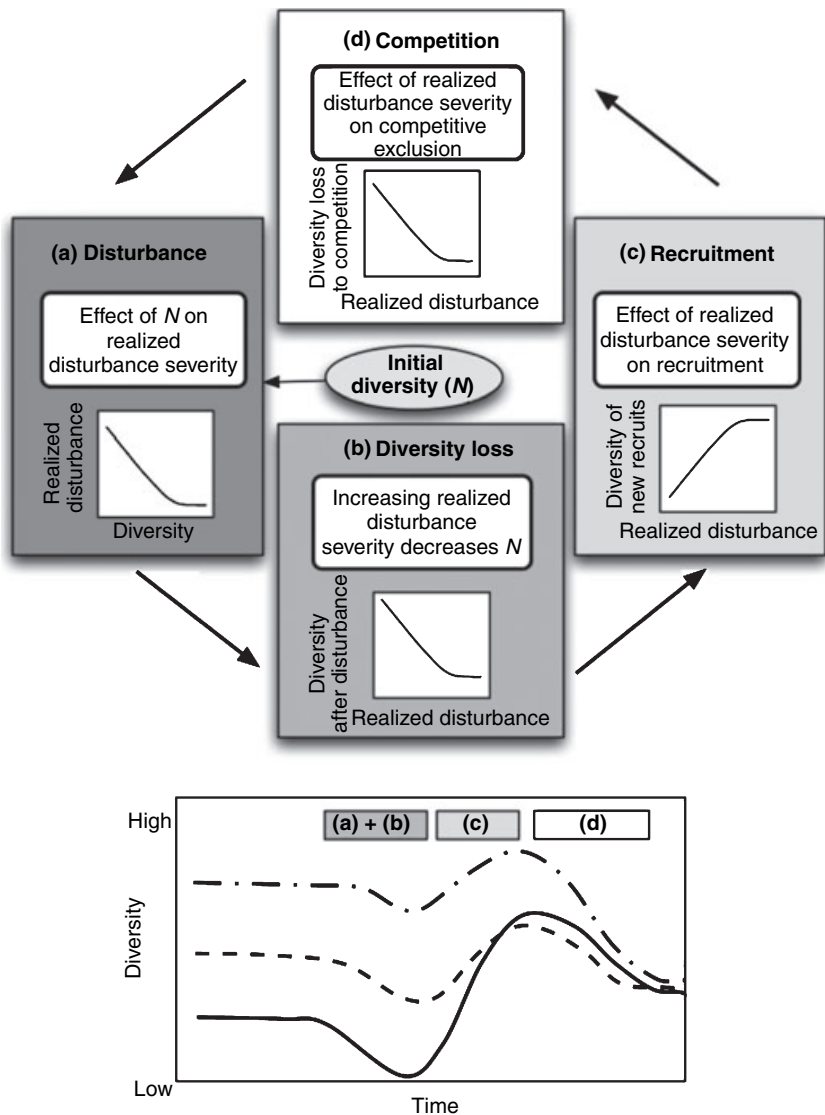 (d) Competition
Effect of realized
disturbance severity
on competitive
exclusion
Diversity loss
to competition
Realized disturbance
(a) Disturbance
Effect of N on
realized
disturbance severity
Realized
disturbance
Diversity
Initial
diversity (N)
(c) Recruitment
Effect of realized
disturbance severity
on recruitment
Diversity of
new recruits
Realized disturbance
(b) Diversity loss
Increasing realized
disturbance
severity decreases N
Diversity
after disturbance
Realized disturbance
High
(a) + (b)
(c)
(d)
Diversity
Low
Time